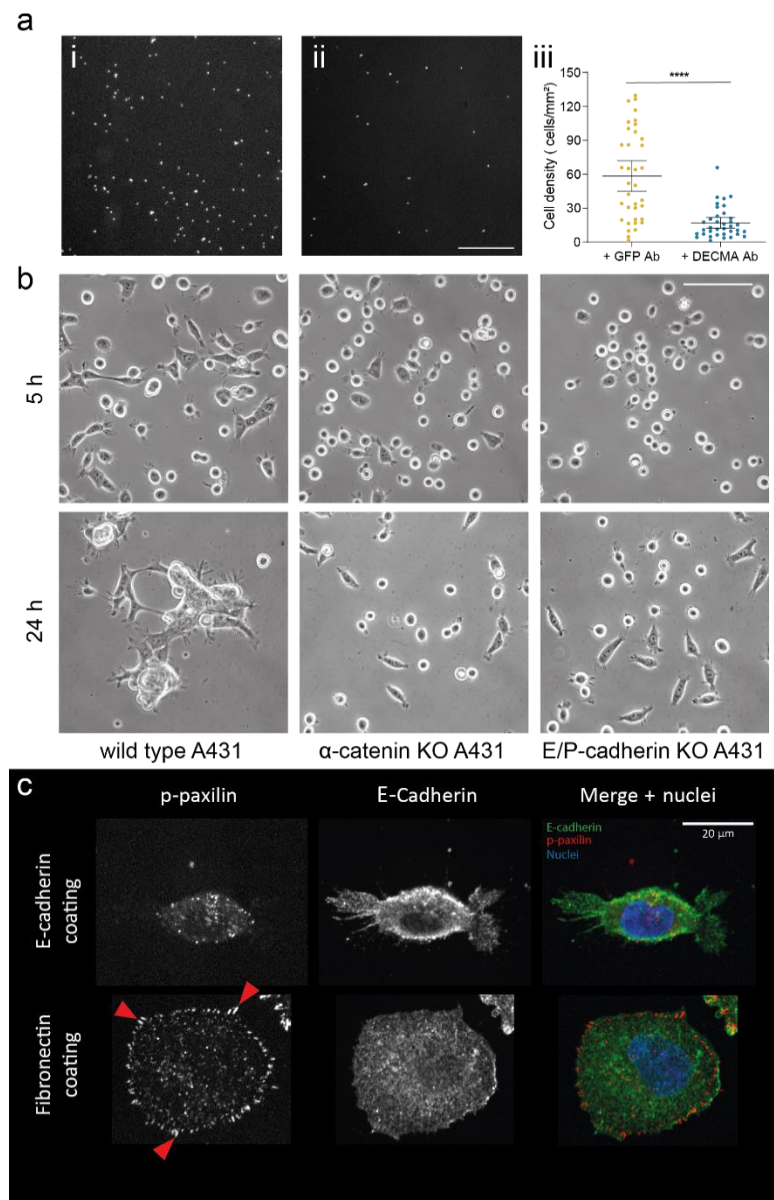 a
i
ii
iii
150
120
90
60
30
0
Cell density ( cells/mm²)
****
+ GFP Ab
+ DECMA Ab
b
5 h
24 h
wild type A431
α-catenin KO A431
E/P-cadherin KO A431
c
p-paxilin
E-Cadherin
Merge + nuclei
E-cadherin
coating
E-cadherin
p-paxilin
Nuclei
20 µm
Fibronectin
coating